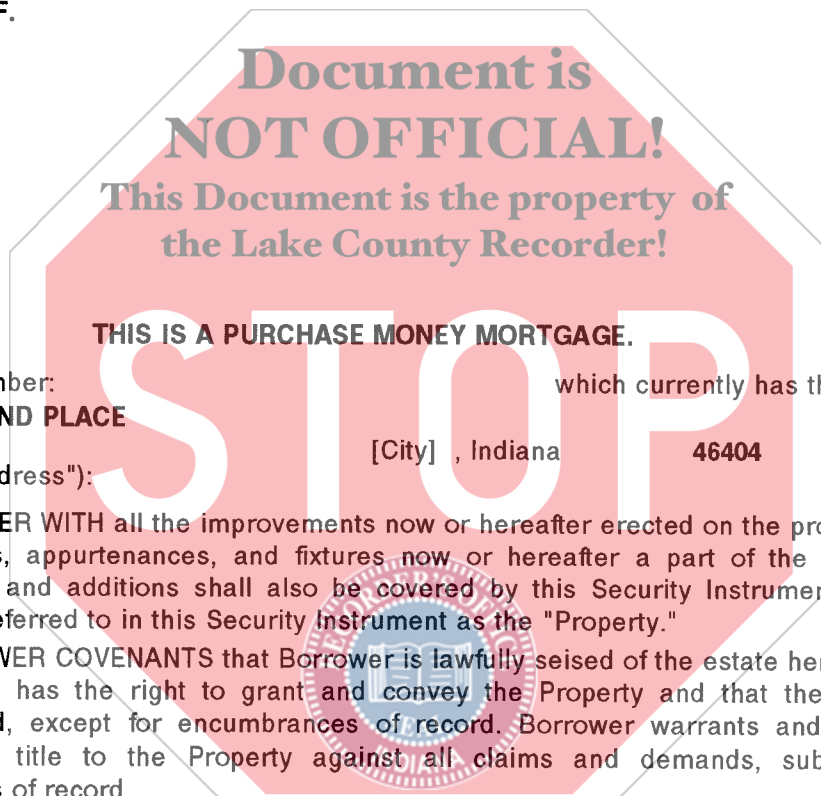 F.
Document is
NOT OFFICIAL!
This Document is the property of
the Lake County Recorder!
THIS IS A PURCHASE MONEY MORTGAGE.
nber: which currently has th
ND PLACE
[City] , Indiana 46404
dress"):
ER WITH all the improvements now or hereafter erected on the pro
s, appurtenances, and fixtures now or hereafter a part of the
and additions shall also be covered by this Security Instrumen
eferred to in this Security Instrument as the "Property."
WER COVENANTS that Borrower is lawfully seised of the estate her
has the right to grant and convey the Property and that the
d, except for encumbrances of record. Borrower warrants and
title to the Property against all claims and demands, sub
s of record
STOP
INDIANA